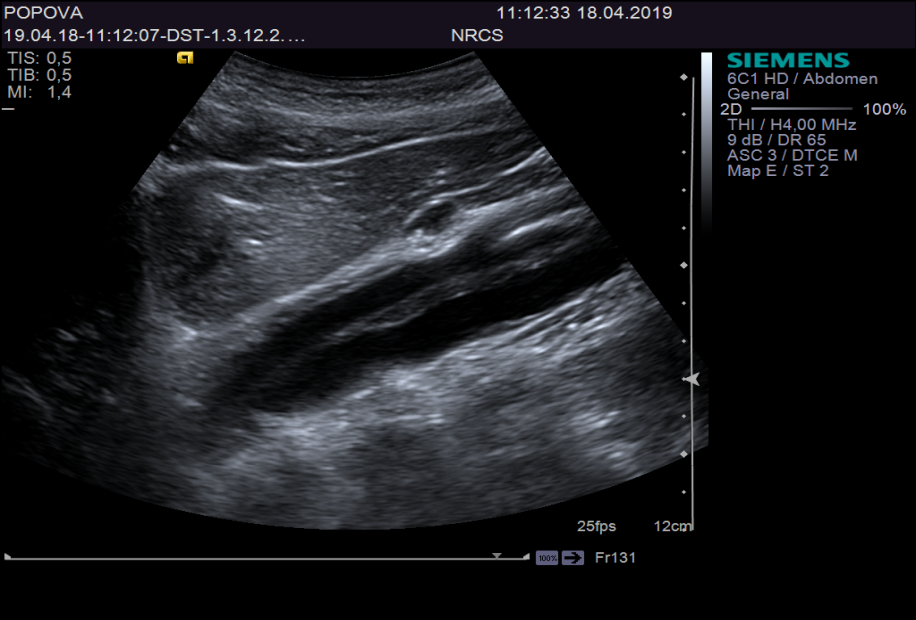 POPOVA 11:12:33 18.04.2019
19.04.18-11:12:07-DST-1.3.12.2.... NRCS
TIS: 0,5
TIB: 0,5
MI: 1,4
SIEMENS
6C1 HD / Abdomen
General
2D 100%
THI / H4,00 MHz
9 dB / DR 65
ASC 3 / DTCE M
Map E / ST 2
25fps 12cm
100% Fr131